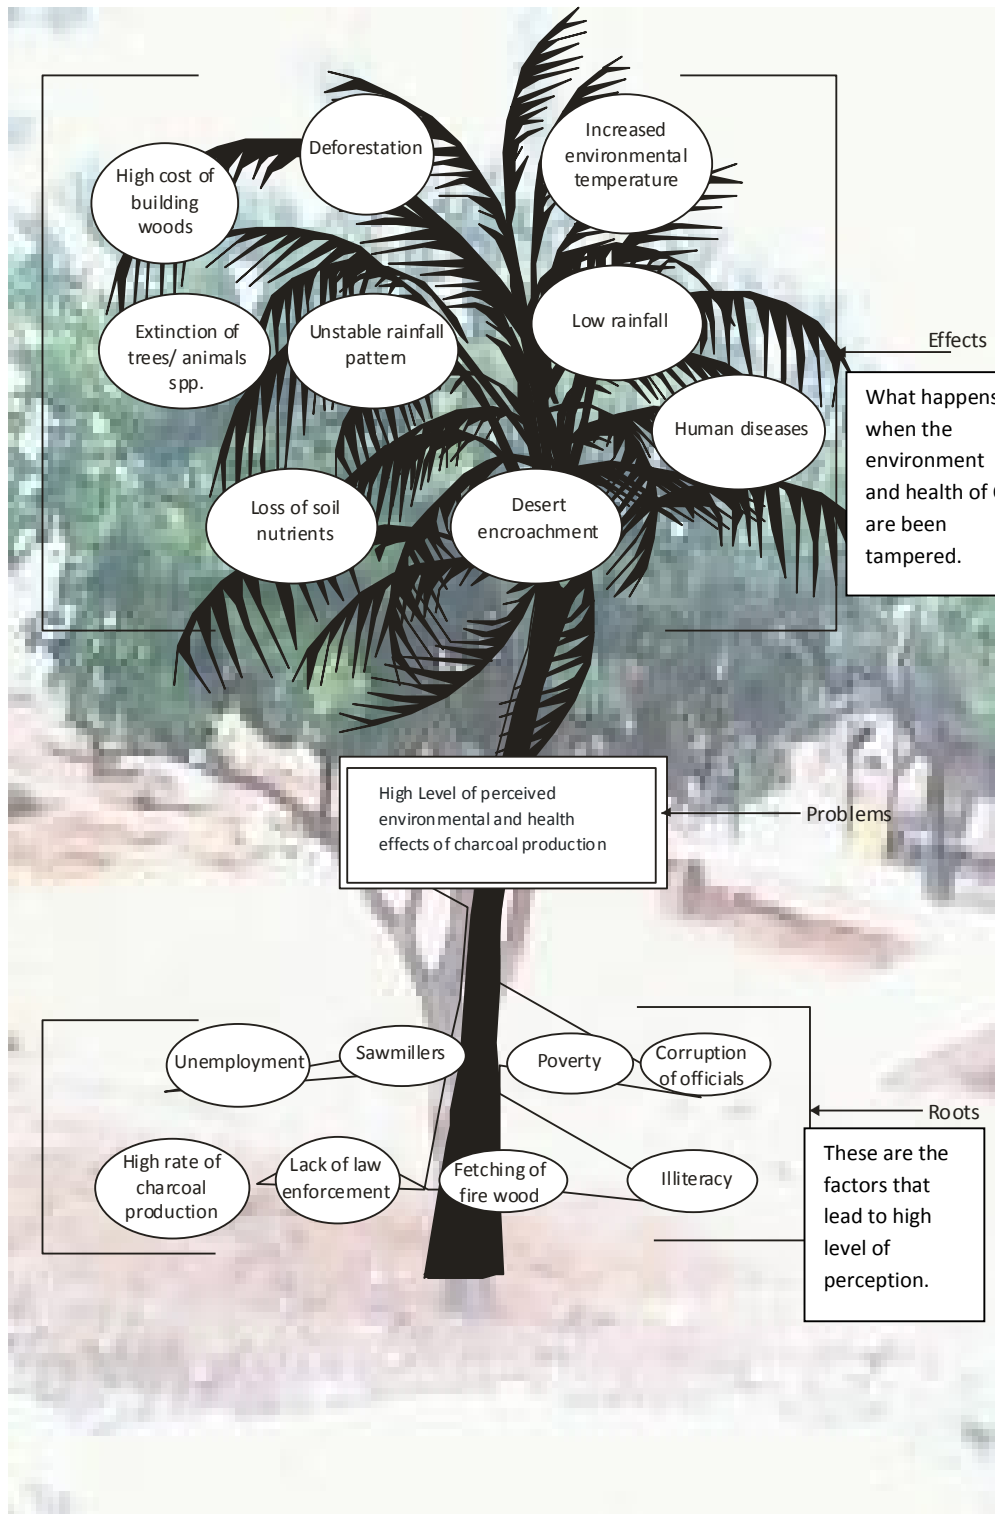 Deforestation
Increased
environmental
temperature
High cost of
building
woods
Extinction of
trees/ animals
spp.
Unstable rainfall
pattern
Low rainfall
Effects
What happens
when the
environment
and health of
are been
tampered.
Human diseases
Loss of soil
nutrients
Desert
encroachment
High Level of perceived
environmental and health
effects of charcoal production
Problems
Unemployment
Sawmillers
Poverty
Corruption
of officials
Roots
These are the
factors that
lead to high
level of
perception.
High rate of
charcoal
production
Lack of law
enforcement
Fetching of
fire wood
Illiteracy